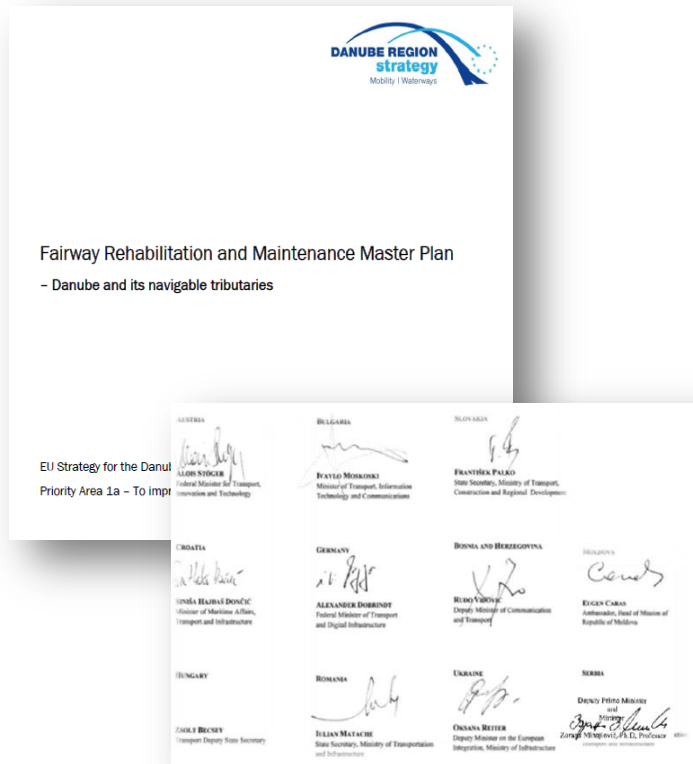 DANUBE REGION
strategy
Mobility | Waterways
Fairway Rehabilitation and Maintenance Master Plan
– Danube and its navigable tributaries
EU Strategy for the Danub
Priority Area 1a – To impr
AUSTRIA
ALOIS STÖGER
Federal Minister for Transport,
Innovation and Technology
BULGARIA
IVAYLO MOSKOVSKI
Minister of Transport, Information
Technology and Communications
SLOVAKIA
FRANTIŠEK PALKO
State Secretary, Ministry of Transport,
Construction and Regional Development
CROATIA
SINIŠA HAJDAŠ DONČIĆ
Minister of Maritime Affairs,
Transport and Infrastructure
GERMANY
ALEXANDER DOBRINDT
Federal Minister of Transport
and Digital Infrastructure
BOSNIA AND HERZEGOVINA
RUDO VIDOVIĆ
Deputy Minister of Communication
and Transport
MOLDOVA
EUGEN CARAS
Ambassador, Head of Mission of
Republic of Moldova
HUNGARY
ZSOLT BECSEY
Transport Deputy State Secretary
ROMANIA
IULIAN MATACHE
State Secretary, Ministry of Transportation
and Infrastructure
UKRAINE
OKSANA REITER
Deputy Minister on the European
Integration, Ministry of Infrastructure
SERBIA
Deputy Prime Minister
and
Minister
Zorana Mihajlović, Ph.D, Professor